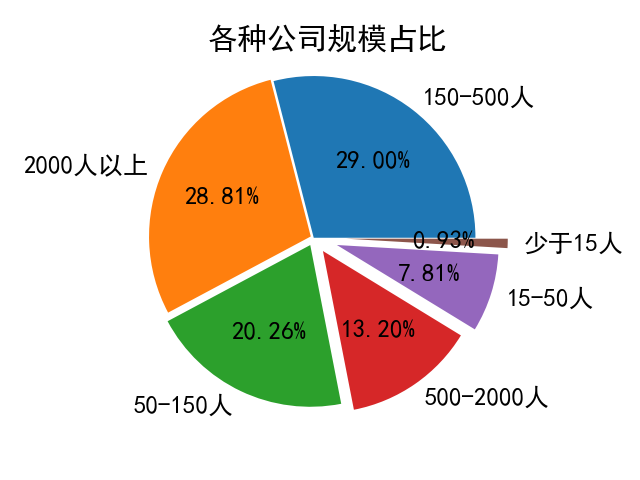 各种公司规模占比
150-500人
29.00%
2000人以上
28.81%
0.93%
少于15人
7.81%
15-50人
20.26%
13.20%
50-150人
500-2000人